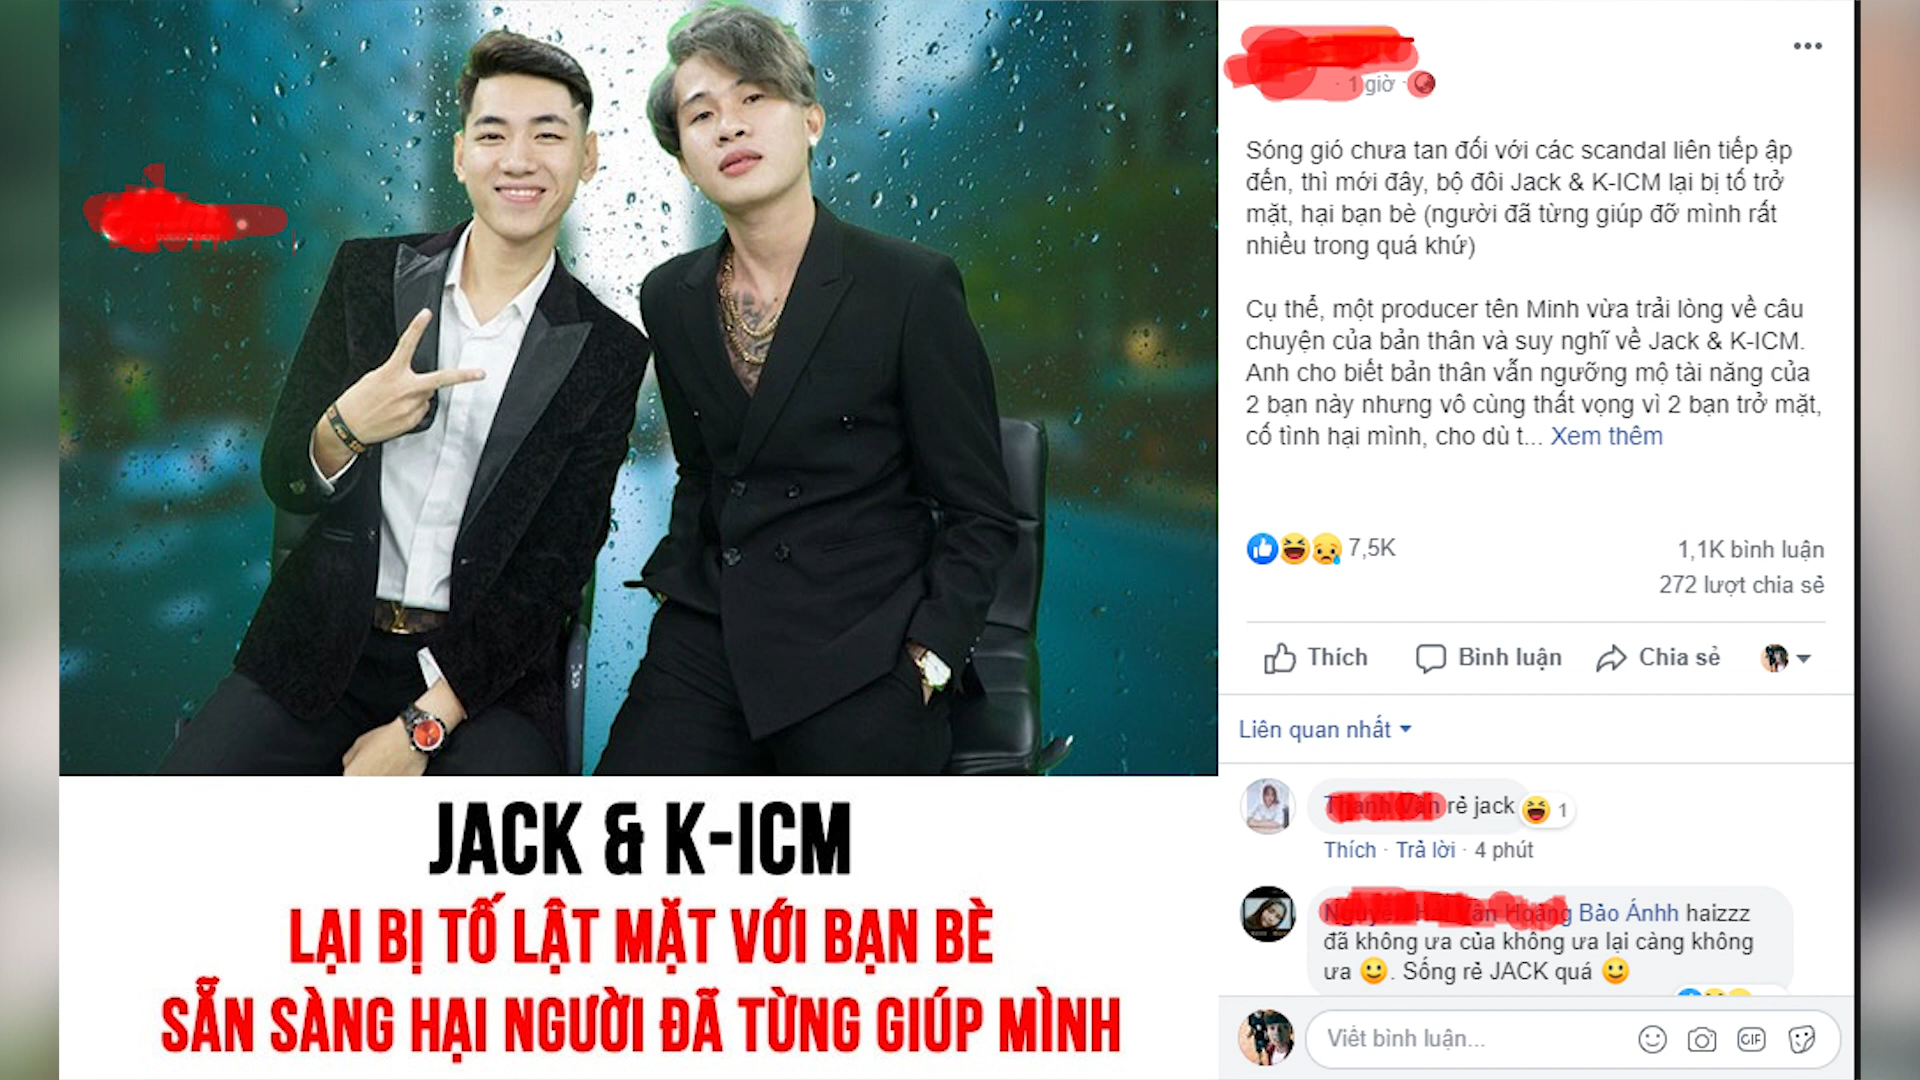 JACK & K-ICM
LẠI BỊ TỐ LẬT MẶT VỚI BẠN BÈ
SẴN SÀNG HẠI NGƯỜI ĐÃ TỪNG GIÚP MÌNH
1 giờ
Sóng gió chưa tan đối với các scandal liên tiếp ập
đến, thì mới đây, bộ đôi Jack & K-ICM lại bị tố trở
mặt, hại bạn bè (người đã từng giúp đỡ mình rất
nhiều trong quá khứ)
Cụ thể, một producer tên Minh vừa trải lòng về câu
chuyện của bản thân và suy nghĩ về Jack & K-ICM.
Anh cho biết bản thân vẫn ngưỡng mộ tài năng của
2 bạn này nhưng vô cùng thất vọng vì 2 bạn trở mặt,
cố tình hại mình, cho dù t... Xem thêm
7,5K
1,1K bình luận
272 lượt chia sẻ
Thích Bình luận Chia sẻ
Liên quan nhất
rẻ jack 1
Thích · Trả lời · 4 phút
Bảo Ánhh haizzz
đã không ưa của không ưa lại càng không
ưa . Sống rẻ JACK quá
Viết bình luận...
GIF